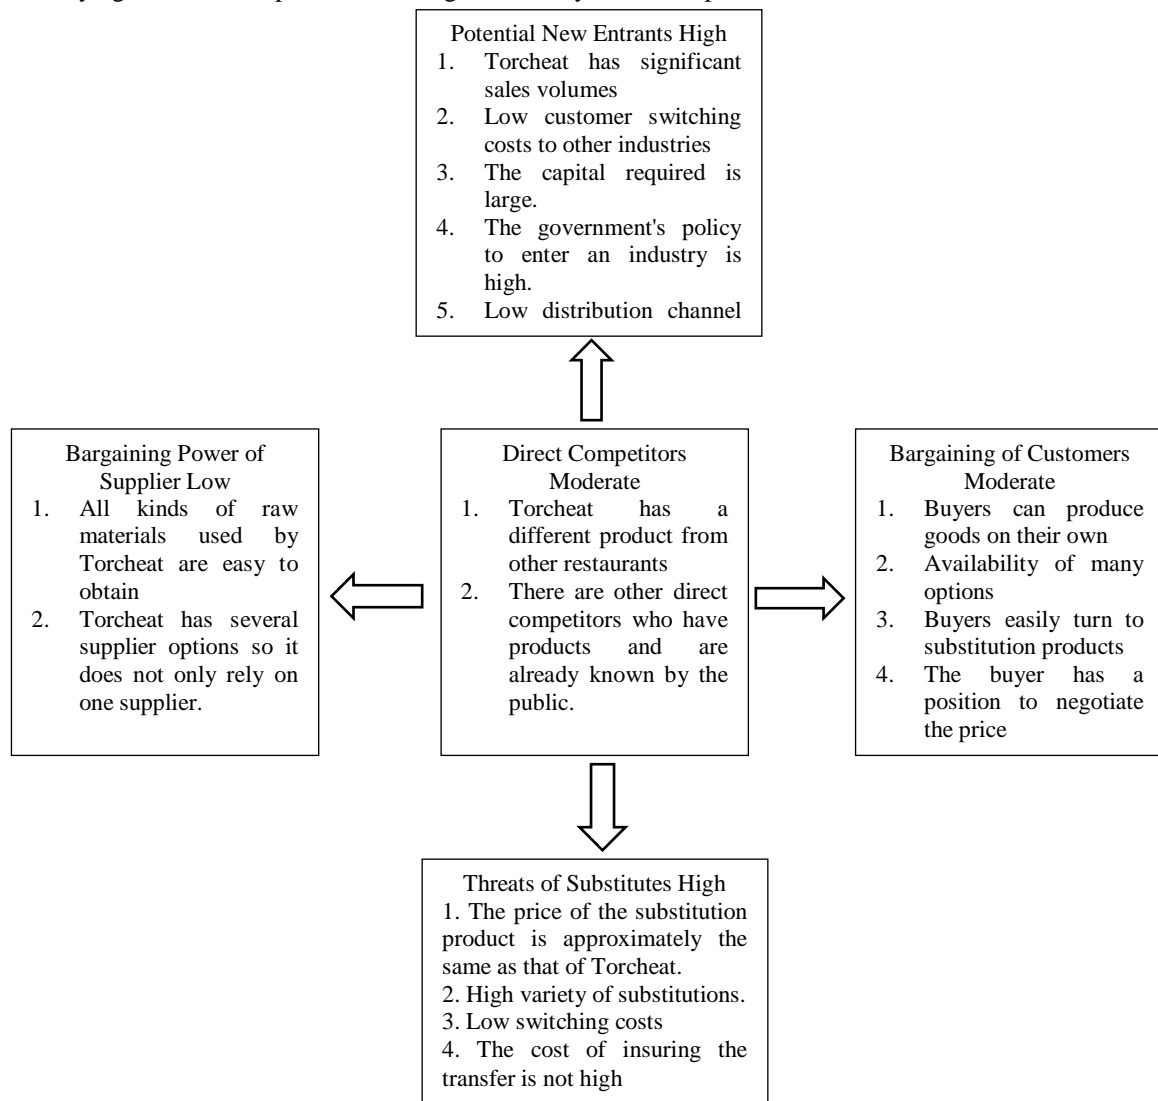 Potential New Entrants High
1. Torcheat has significant
sales volumes
2. Low customer switching
costs to other industries
3. The capital required is
large.
4. The government's policy
to enter an industry is
high.
5. Low distribution channel
Bargaining Power of
Supplier Low
1. All kinds of raw
materials used by
Torcheat are easy to
obtain
2. Torcheat has several
supplier options so it
does not only rely on
one supplier.
Direct Competitors
Moderate
1. Torcheat has a
different product from
other restaurants
2. There are other direct
competitors who have
products and are
already known by the
public.
Bargaining of Customers
Moderate
1. Buyers can produce
goods on their own
2. Availability of many
options
3. Buyers easily turn to
substitution products
4. The buyer has a
position to negotiate
the price
Threats of Substitutes High
1. The price of the substitution
product is approximately the
same as that of Torcheat.
2. High variety of substitutions.
3. Low switching costs
4. The cost of insuring the
transfer is not high